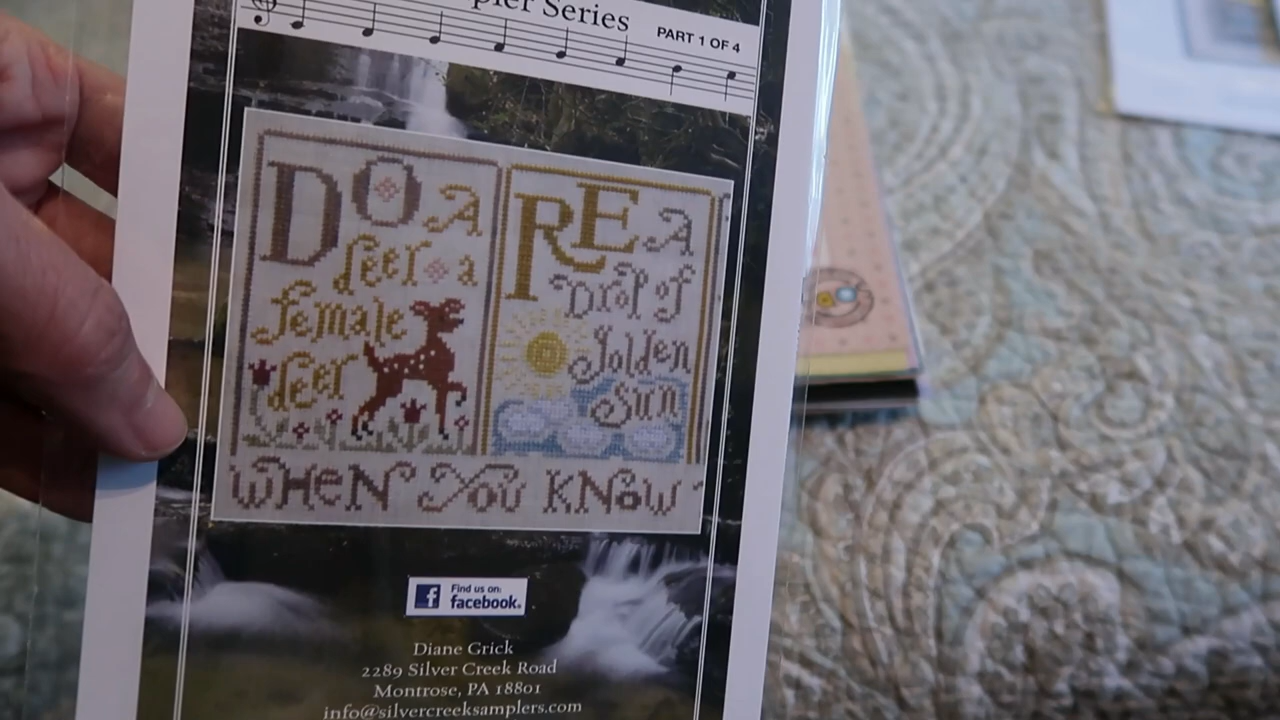 Series
PART 1 OF 4
DO A
deer a
female
deer
RE A
Drop of
Golden
Sun
WHEN YOU KNOW
Find us on:
facebook.
Diane Grick
2289 Silver Creek Road
Montrose, PA 18801
info@silvercreeksamplers.com